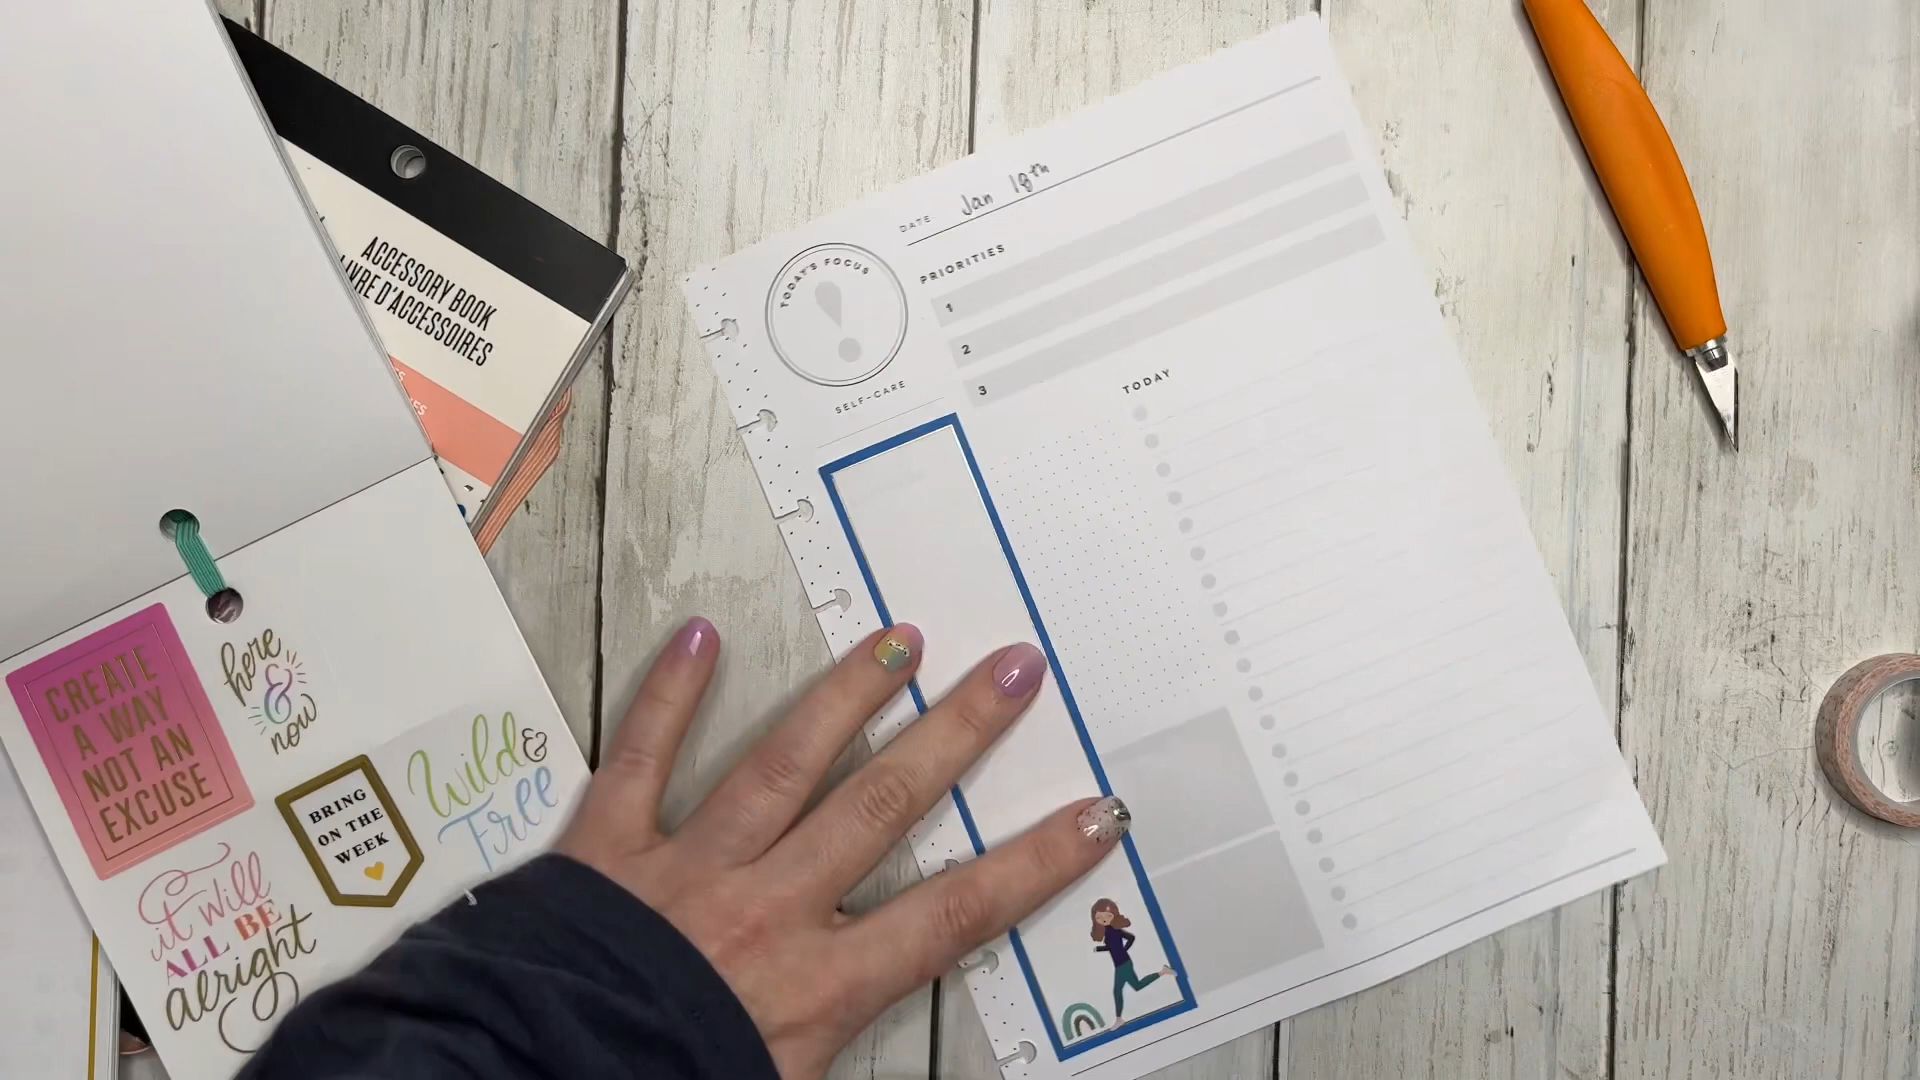 ACCESSORY BOOK
LIVRE D'ACCESSOIRES
CREATE
A WAY
NOT AN
EXCUSE
here
&
now
BRING
ON THE
WEEK
Wild &
Free
it will
ALL BE
alright
DATE Jan 18th
TODAY'S FOCUS
PRIORITIES
1
2
3
SELF-CARE
TODAY